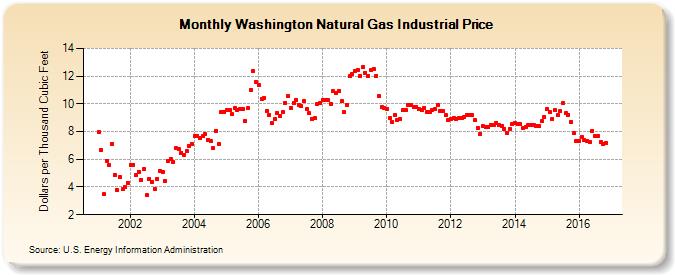 Monthly Washington Natural Gas Industrial Price
Dollars per Thousand Cubic Feet
14
12
10
8
6
4
2
2002 2004 2006 2008 2010 2012 2014 2016
Source: U.S. Energy Information Administration